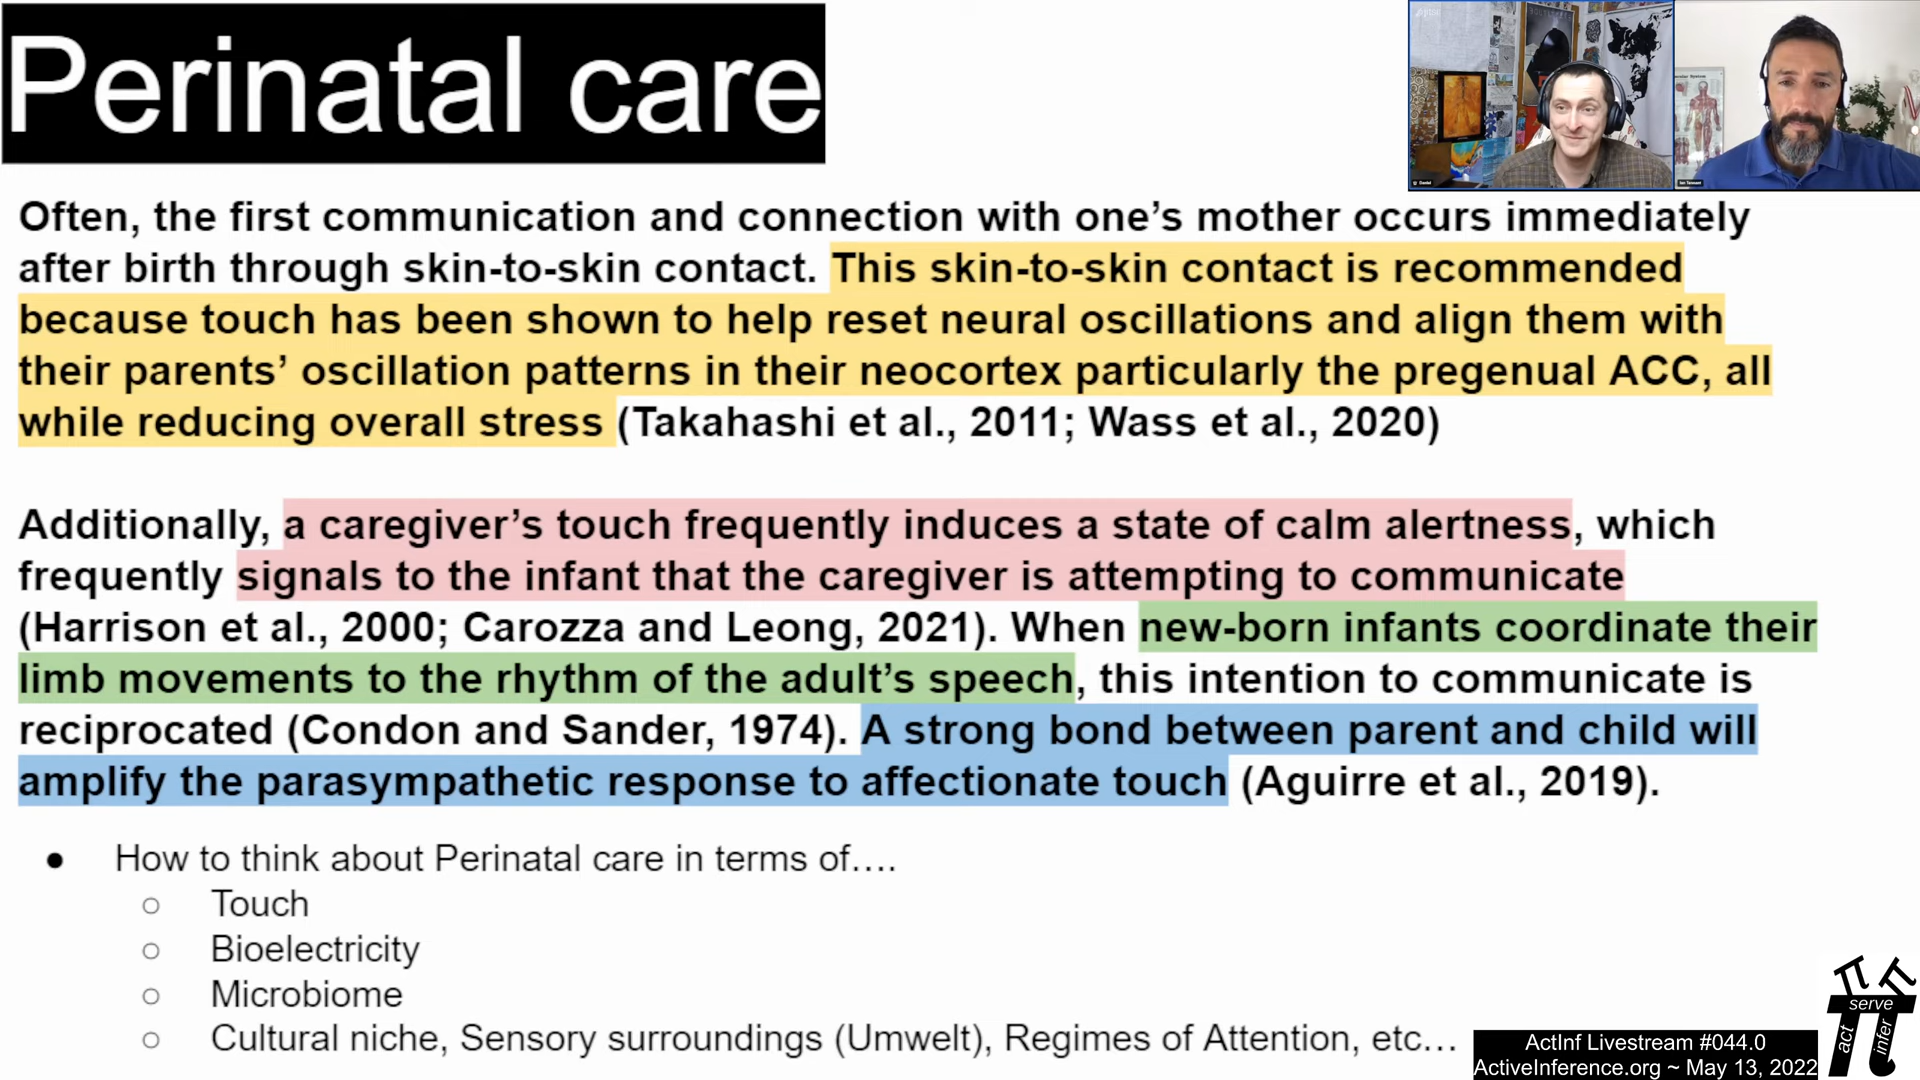 Perinatal care
Often, the first communication and connection with one’s mother occurs immediately
after birth through skin-to-skin contact. This skin-to-skin contact is recommended
because touch has been shown to help reset neural oscillations and align them with
their parents’ oscillation patterns in their neocortex particularly the pregenual ACC, all
while reducing overall stress (Takahashi et al., 2011; Wass et al., 2020)
Additionally, a caregiver’s touch frequently induces a state of calm alertness, which
frequently signals to the infant that the caregiver is attempting to communicate
(Harrison et al., 2000; Carozza and Leong, 2021). When new-born infants coordinate their
limb movements to the rhythm of the adult’s speech, this intention to communicate is
reciprocated (Condon and Sander, 1974). A strong bond between parent and child will
amplify the parasympathetic response to affectionate touch (Aguirre et al., 2019).
● How to think about Perinatal care in terms of….
○ Touch
○ Bioelectricity
○ Microbiome
○ Cultural niche, Sensory surroundings (Umwelt), Regimes of Attention, etc…
ActInf Livestream #044.0
ActiveInference.org ~ May 13, 2022
serve
act
infer
Daniel